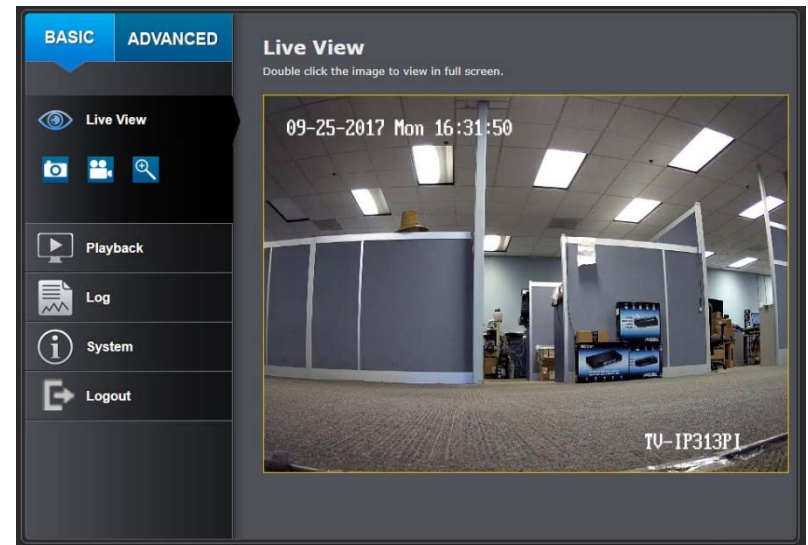 BASIC
ADVANCED
Live View
Playback
Log
System
Logout
Live View
Double click the image to view in full screen.
09-25-2017 Mon 16:31:50
TV-IP313PI